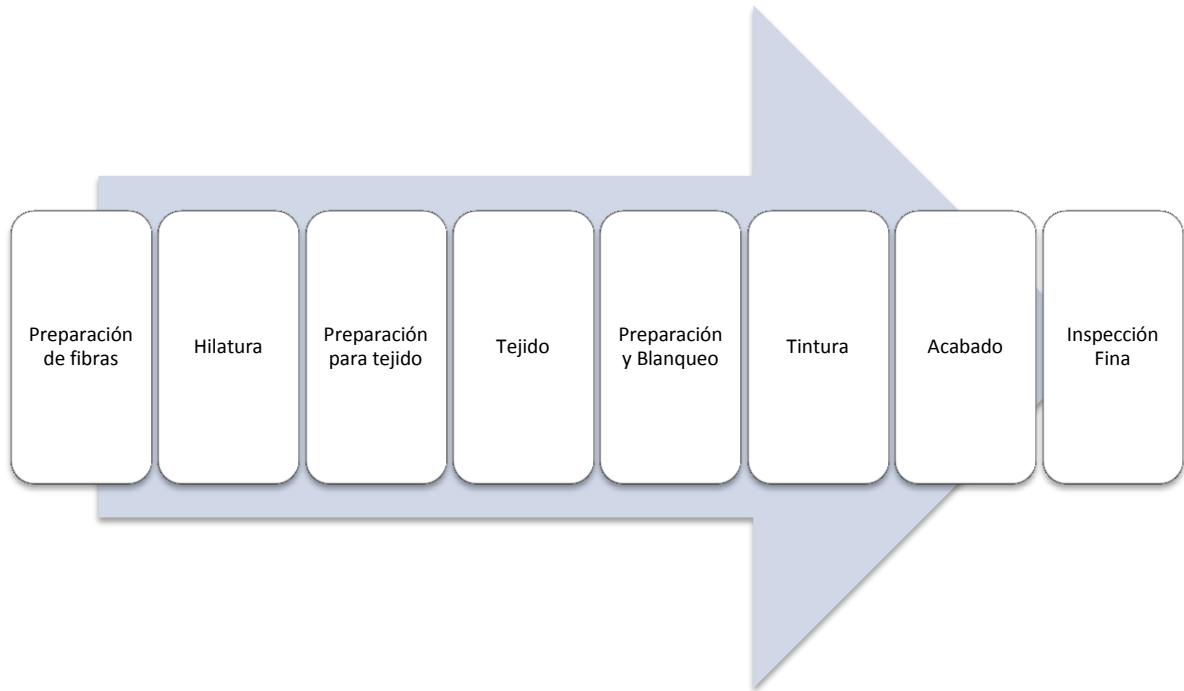 Preparación
de fibras
Hilatura
Preparación
para tejido
Tejido
Preparación
y Blanqueo
Tintura
Acabado
Inspección
Fina